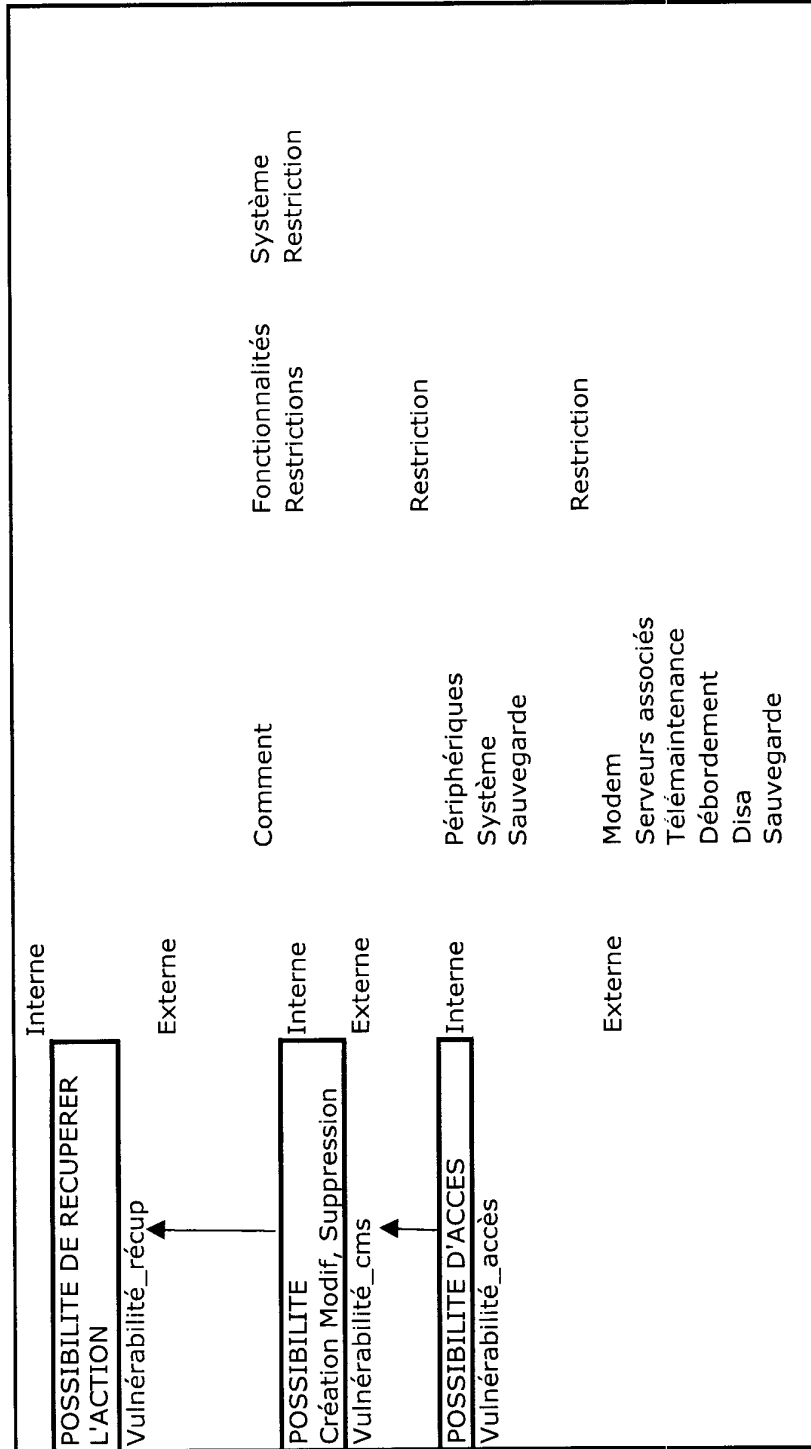 Interne
POSSIBILITE DE RECUPERER
L'ACTION
Vulnérabilité_récup
Externe
Comment
Fonctionnalités
Restrictions
Système
Restriction
POSSIBILITE
Création Modif, Suppression
Vulnérabilité_cms
Interne
Externe
Restriction
POSSIBILITE D'ACCES
Vulnérabilité_accès
Interne
Périphériques
Système
Sauvegarde
Restriction
Externe
Modem
Serveurs associés
Télémaintenance
Débordement
Disa
Sauvegarde